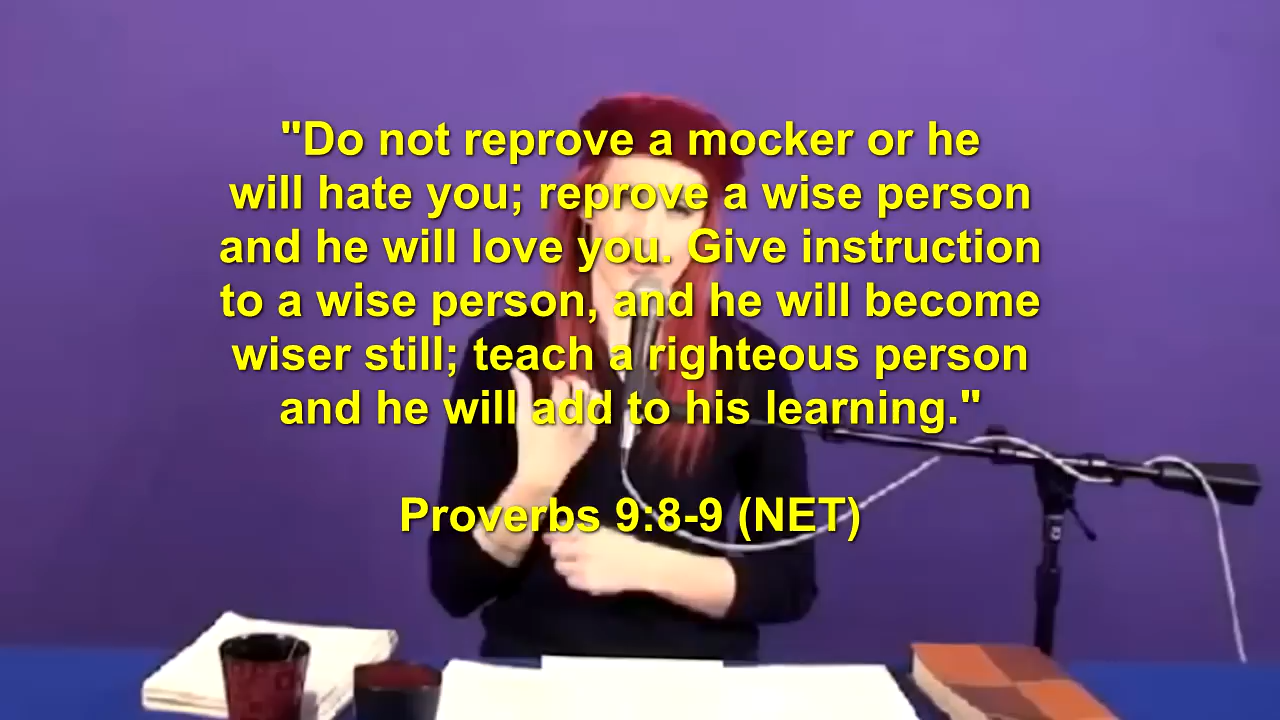 "Do not reprove a mocker or he
will hate you; reprove a wise person
and he will love you. Give instruction
to a wise person, and he will become
wiser still; teach a righteous person
and he will add to his learning."
Proverbs 9:8-9 (NET)